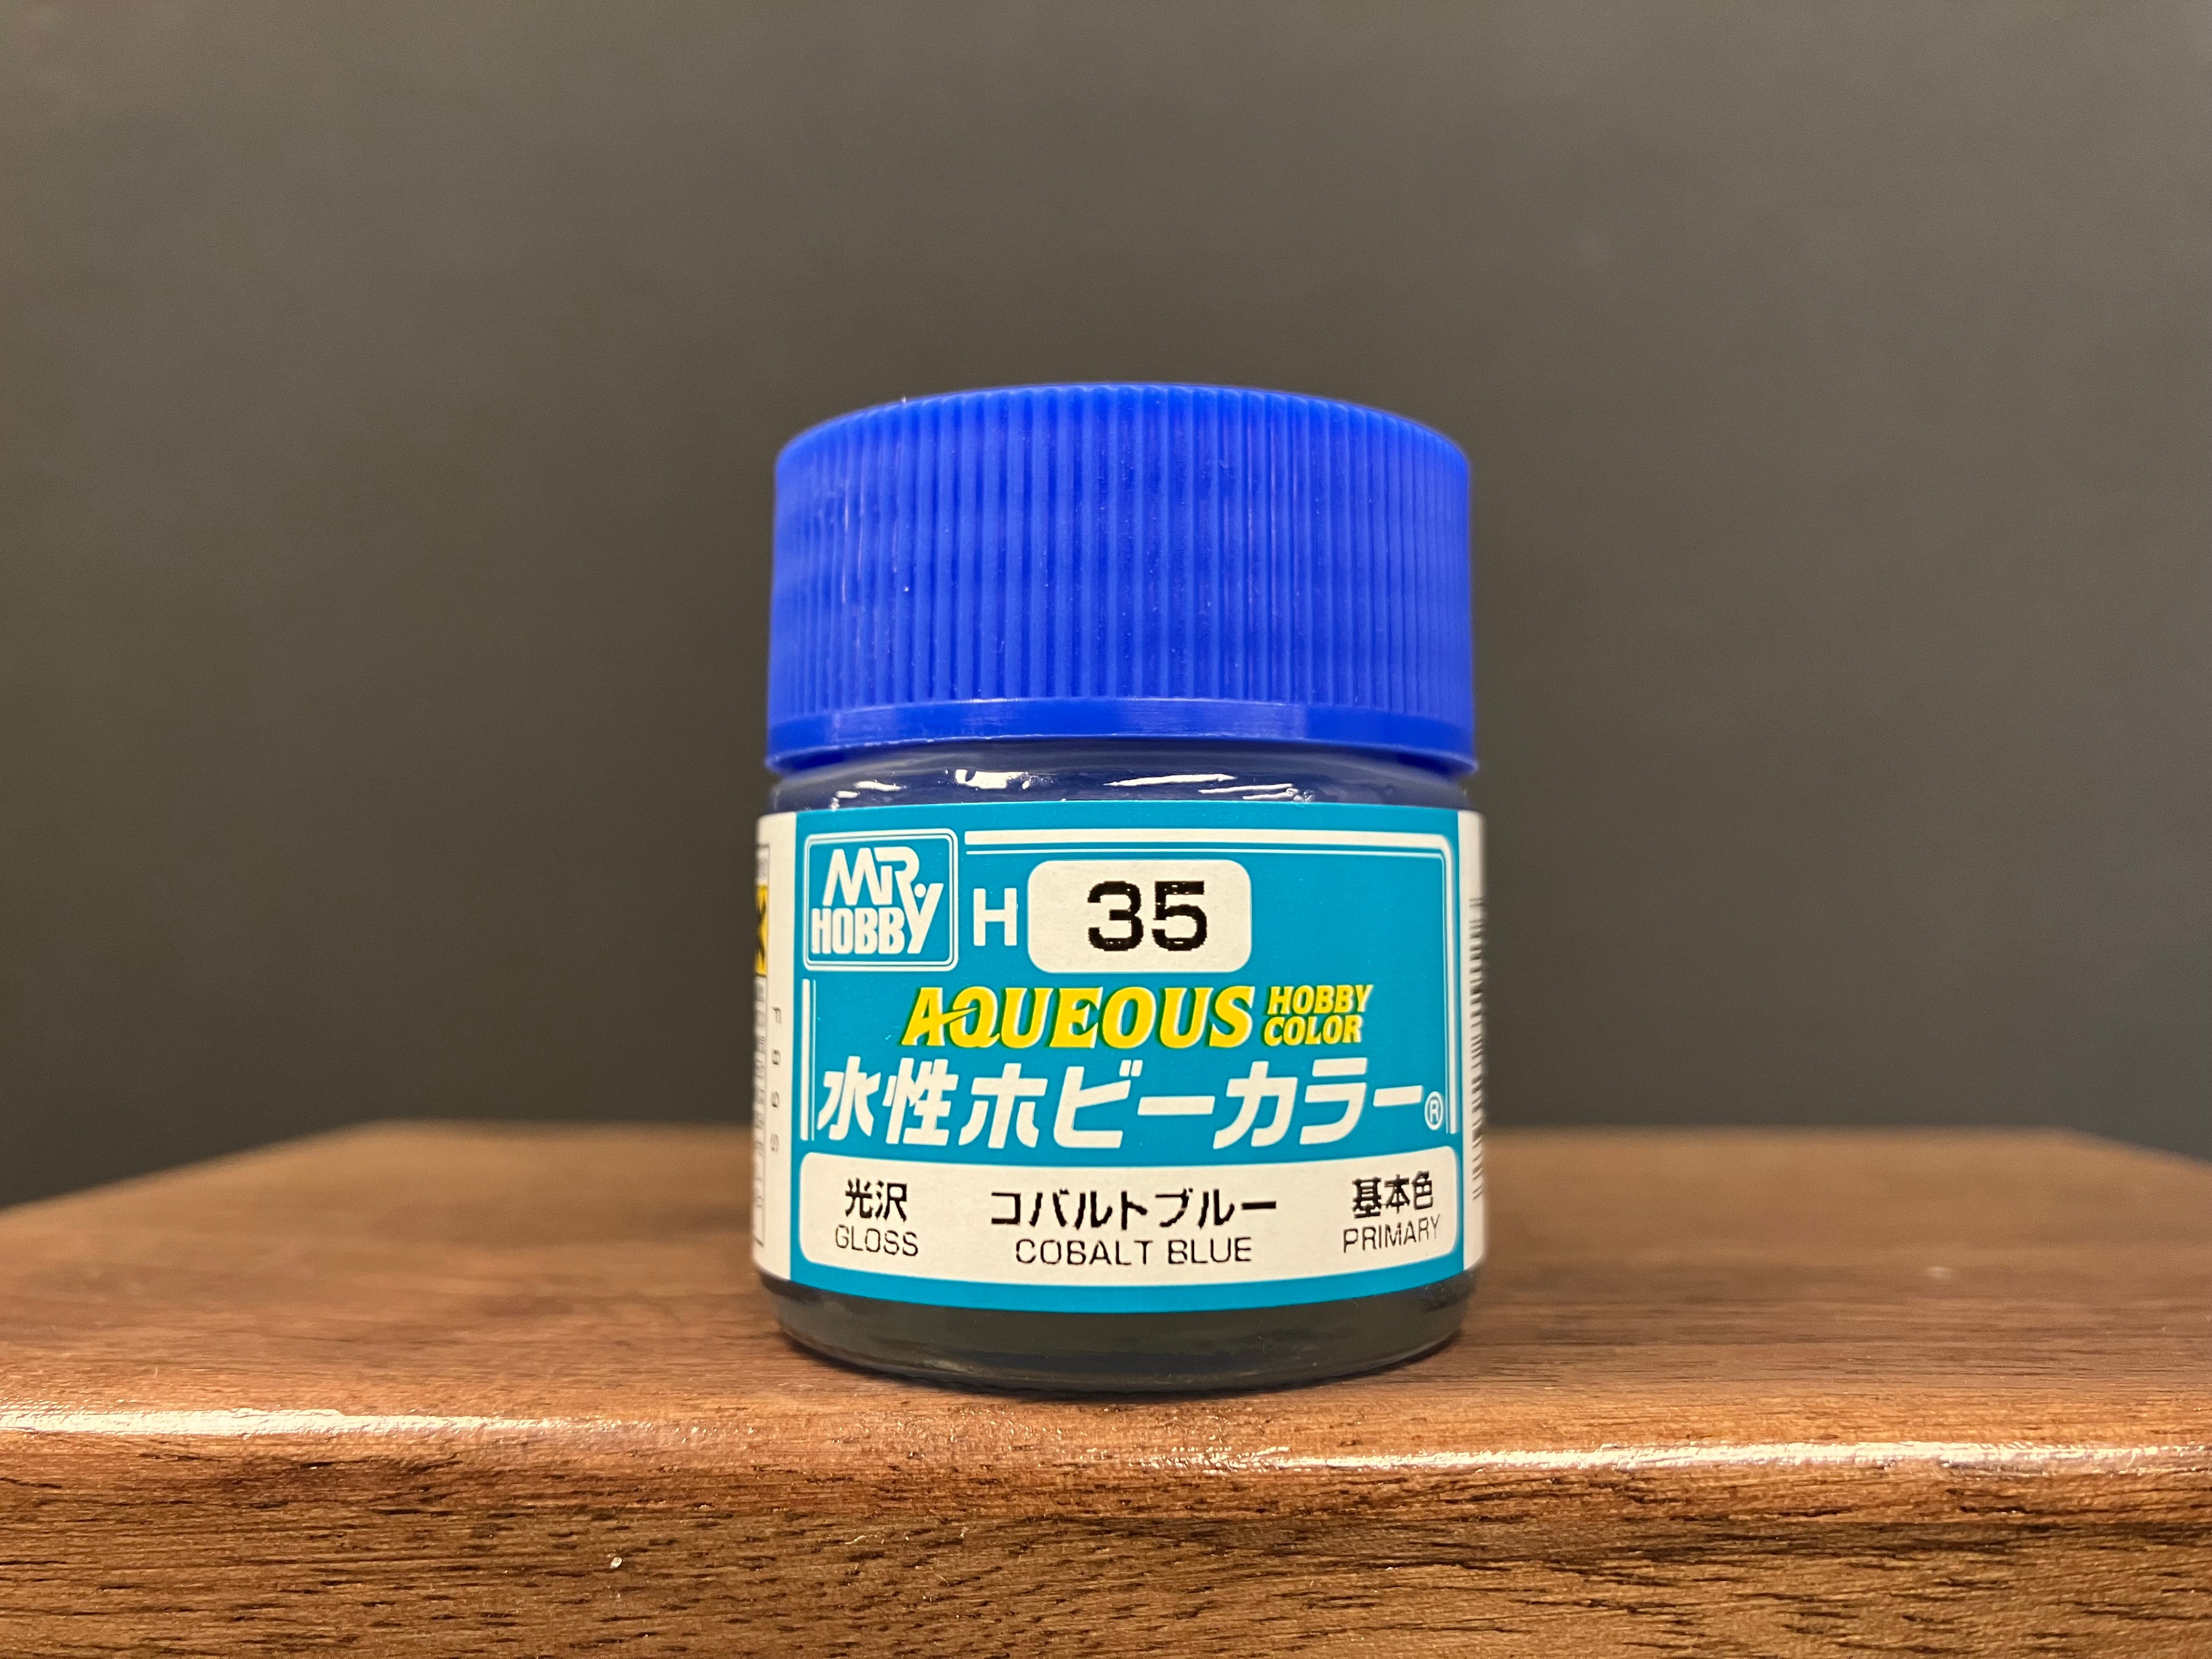 MR. HOBBY
H 35
AQUEOUS HOBBY COLOR
水性ホビーカラー®
光沢 コバルトブルー 基本色
GLOSS COBALT BLUE PRIMARY